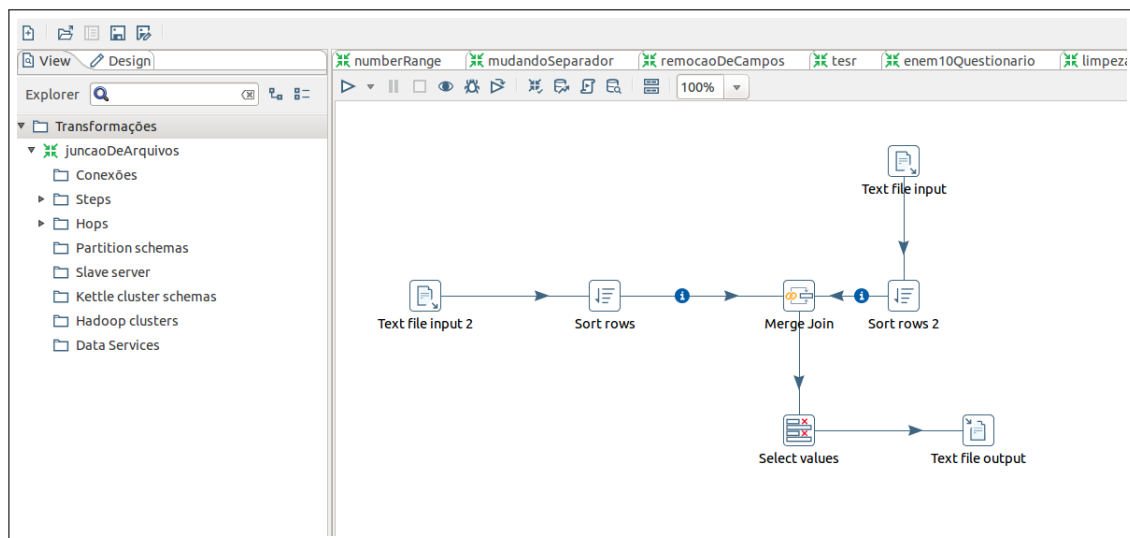 View
Design
Explorer
Transformações
juncaoDeArquivos
Conexões
Steps
Hops
Partition schemas
Slave server
Kettle cluster schemas
Hadoop clusters
Data Services
numberRange
mudandoSeparador
remocaoDeCampos
tesr
enem10Questionario
limpeza
100%
Text file input
Text file input 2
Sort rows
Merge Join
Sort rows 2
Select values
Text file output